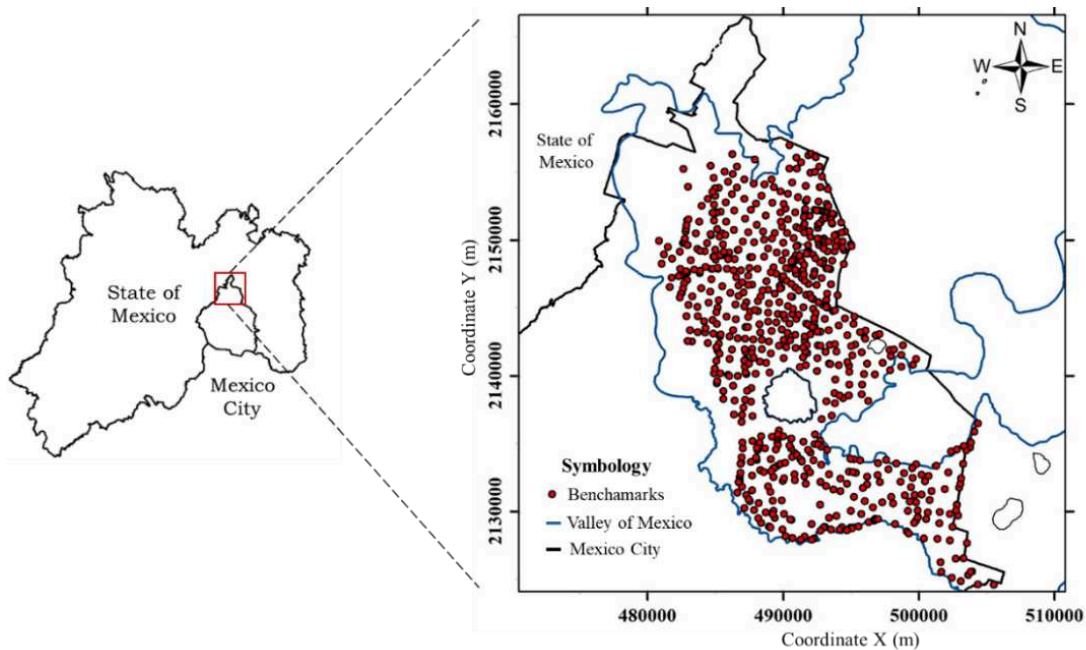 State of
Mexico
Mexico
City
N
W
E
S
State of
Mexico
2160000
2150000
2140000
2130000
Coordinate Y (m)
Symbology
Benchamarks
Valley of Mexico
Mexico City
480000
490000
500000
510000
Coordinate X (m)